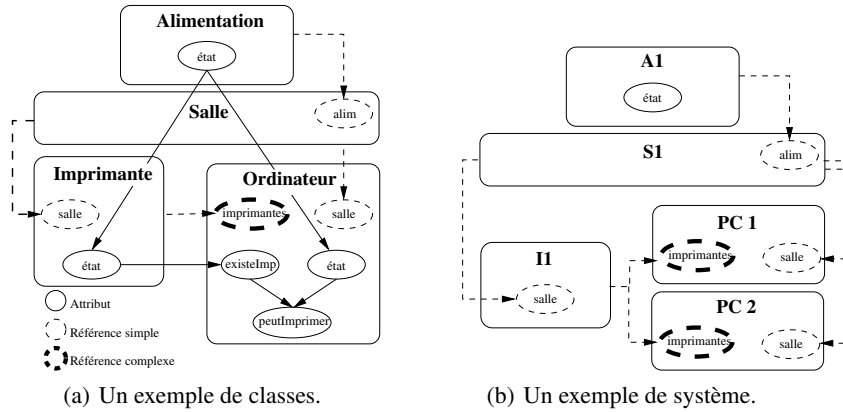 Alimentation
état
Salle
alim
Imprimante
Ordinateur
salle
imprimantes
salle
état
existeImp
état
peutImprimer
Attribut
Référence simple
Référence complexe
(a) Un exemple de classes.
A1
état
S1
alim
I1
salle
PC 1
imprimantes
salle
PC 2
imprimantes
salle
(b) Un exemple de système.